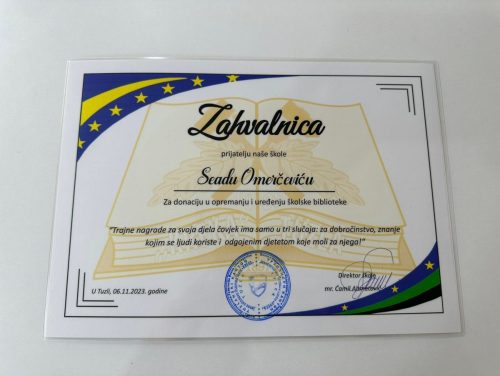 Zahvalnica
prijatelju naše škole
Seadu Omerčeviću
Za donaciju u opremanju i uređenju školske biblioteke
"Trajne nagrade za svoja djela čovjek ima samo u tri slučaja: za dobročinstvo, znanje
kojim se ljudi koriste i odgojenim djetetom koje moli za njega!"
Direktor škole
U Tuzli, 06.11.2023. godine
mr. Ćamil